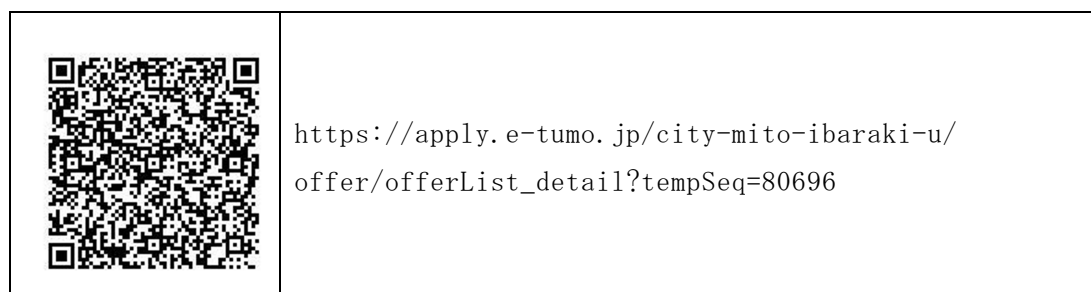 https://apply.e-tumo.jp/city-mito-ibaraki-u/
offer/offerList_detail?tempSeq=80696